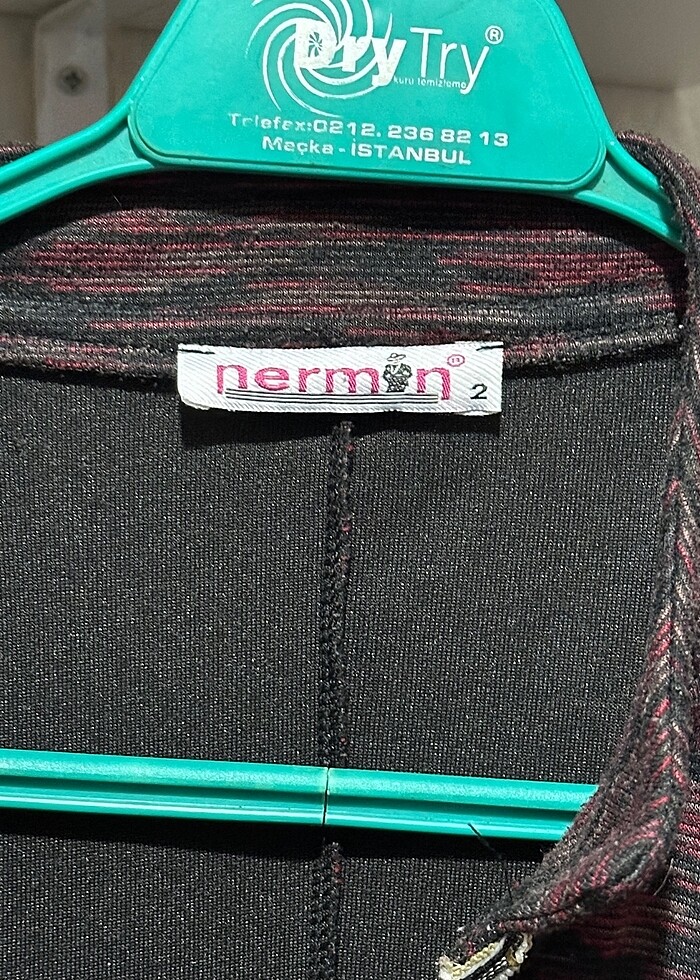 DryTry®
kuru temizleme
Telefax:0212. 236 82 13
Maçka - İSTANBUL
nermin® 2